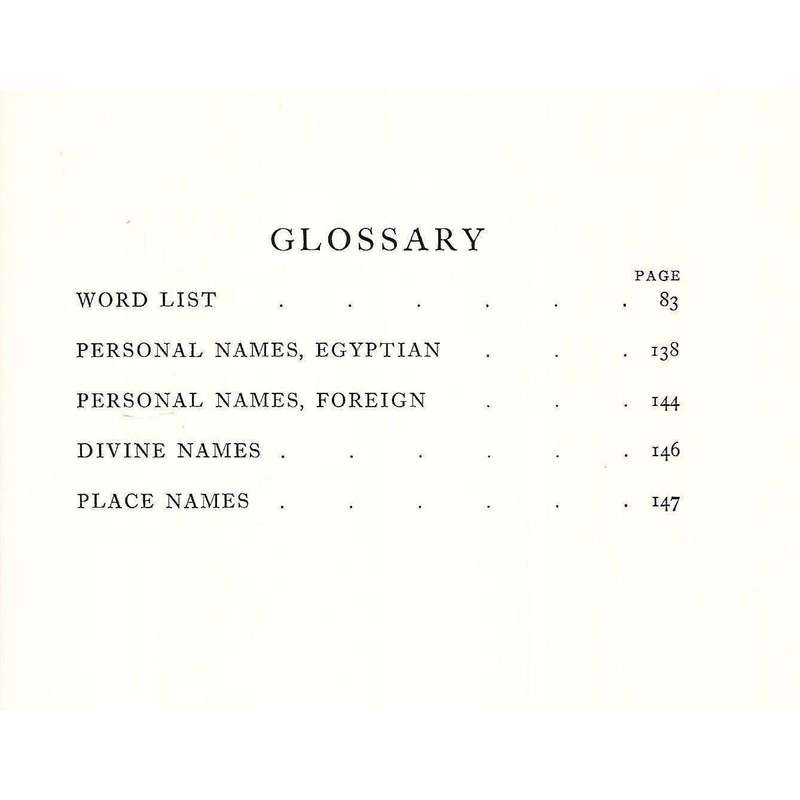 GLOSSARY
PAGE
WORD LIST . . . . . . 83
PERSONAL NAMES, EGYPTIAN . . . 138
PERSONAL NAMES, FOREIGN . . . 144
DIVINE NAMES . . . . . . 146
PLACE NAMES . . . . . . 147